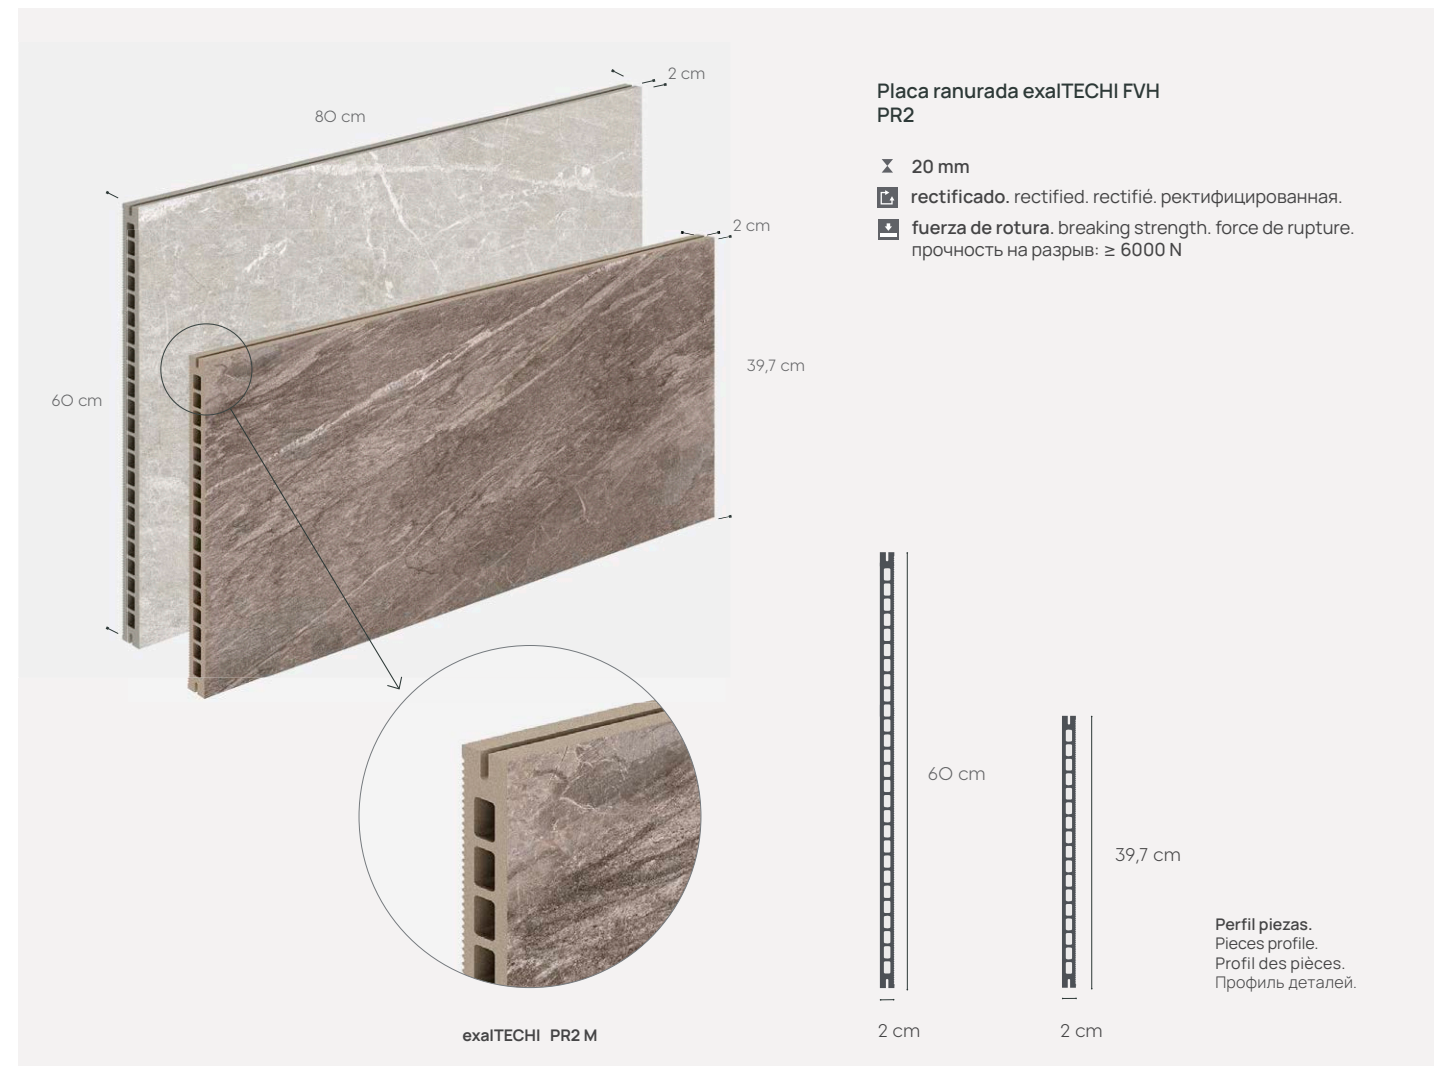 2 cm
80 cm
2 cm
39,7 cm
60 cm
exalTECHI PR2 M
Placa ranurada exalTECHI FVH
PR2
20 mm
rectificado. rectified. rectifié. ректифицированная.
fuerza de rotura. breaking strength. force de rupture.
прочность на разрыв: ≥ 6000 N
60 cm
39,7 cm
2 cm
2 cm
Perfil piezas.
Pieces profile.
Profil des pièces.
Профиль деталей.